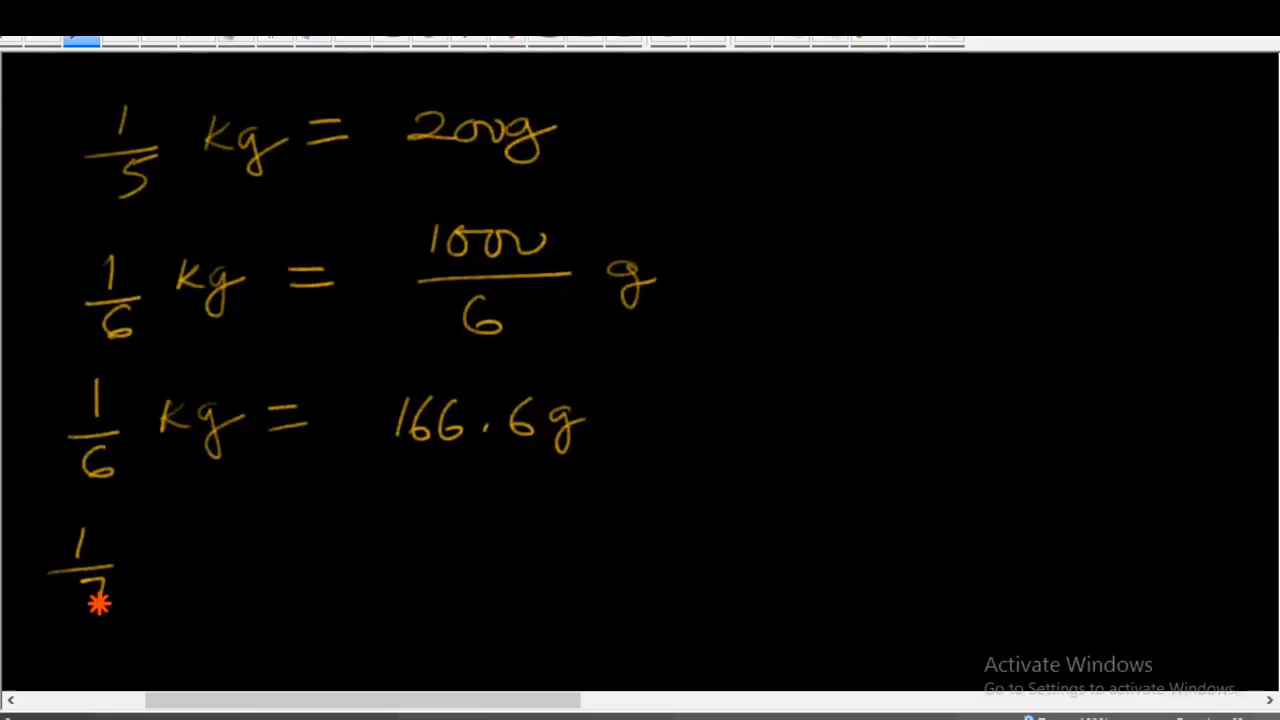 1/5 kg = 200g
1/6 kg = 1000/6 g
1/6 kg = 166.6g
1/7
Activate Windows
Go to Settings to activate Windows.